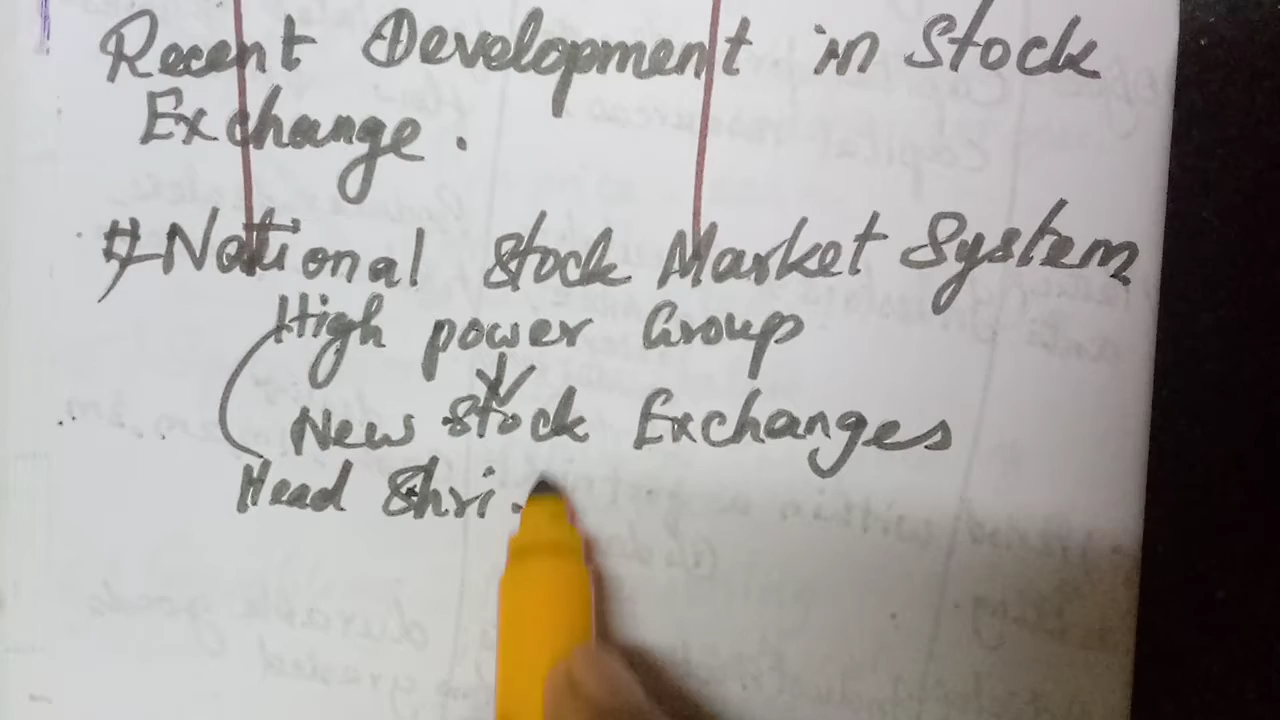 Recent Development in Stock
Exchange.
#National Stock Market System
High power Group
New Stock Exchanges
Head Shri.